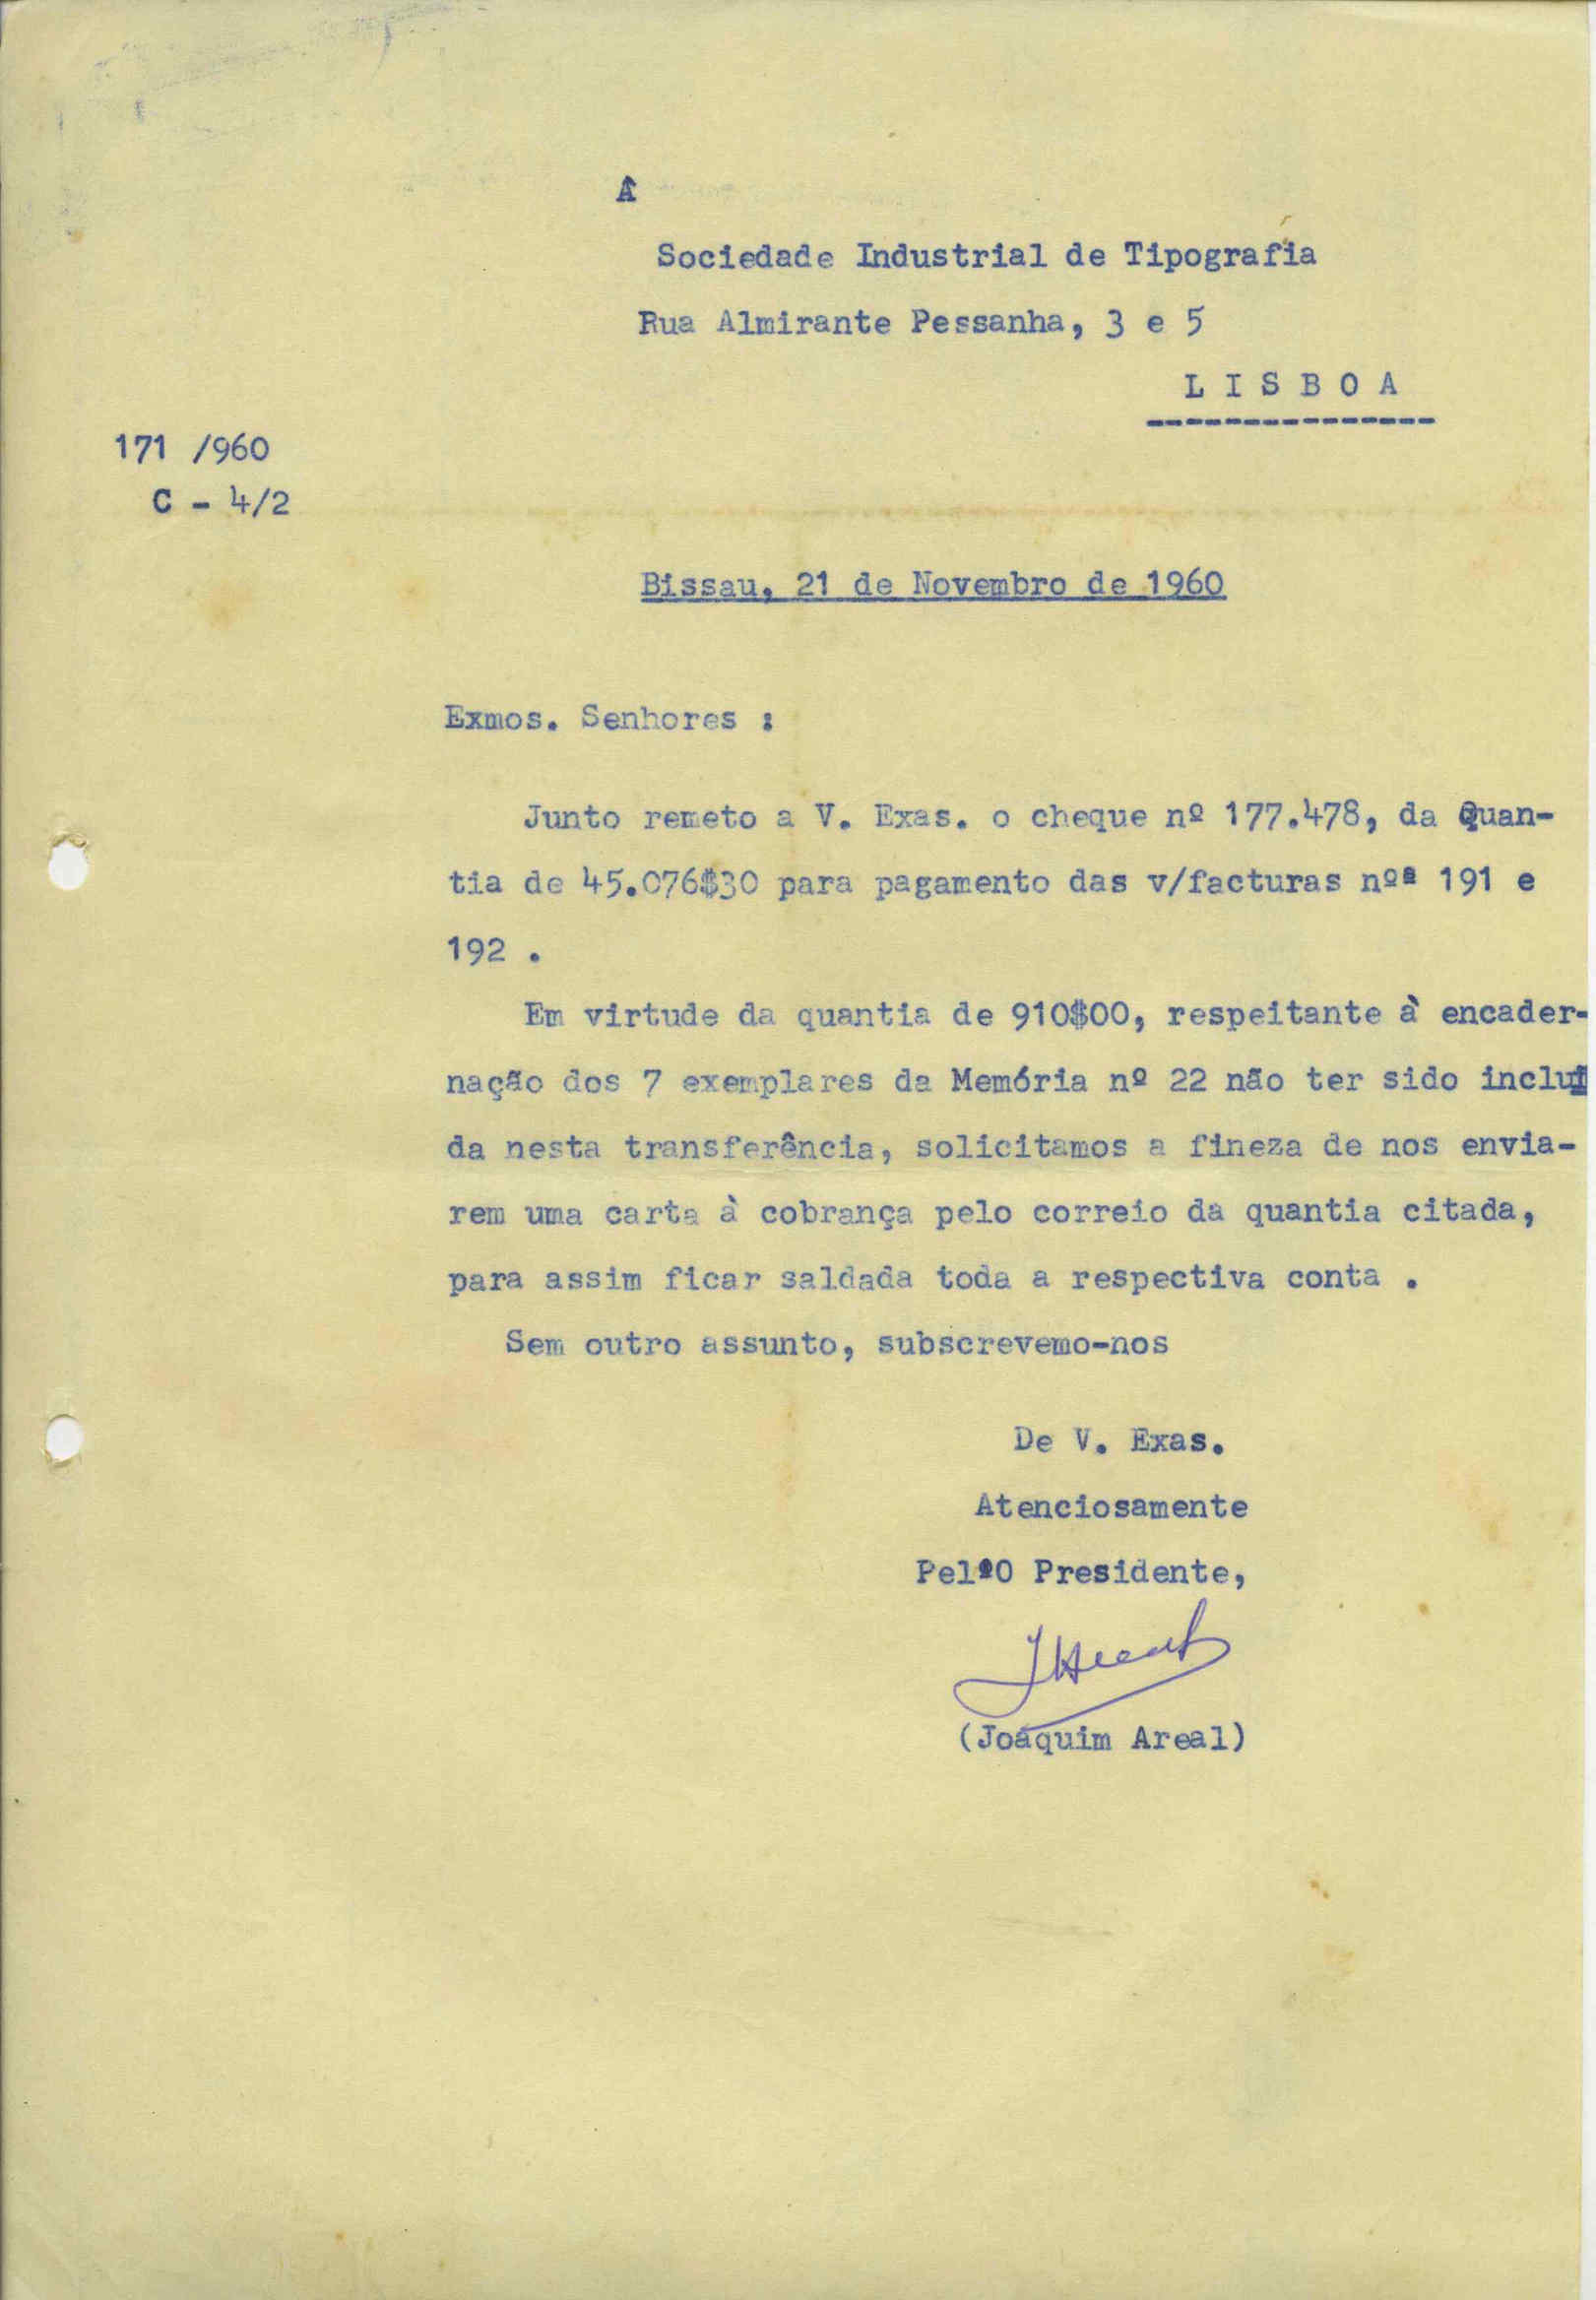 À
Sociedade Industrial de Tipografia
Rua Almirante Pessanha, 3 e 5
L I S B O A
171 /960
C - 4/2
Bissau, 21 de Novembro de 1960
Exmos. Senhores :
Junto remeto a V. Exas. o cheque nº 177.478, da Quan-
tia de 45.076$30 para pagamento das v/facturas nºª 191 e
192 .
Em virtude da quantia de 910$00, respeitante à encader-
nação dos 7 exemplares da Memória nº 22 não ter sido incluí
da nesta transferência, solicitamos a fineza de nos envia-
rem uma carta à cobrança pelo correio da quantia citada,
para assim ficar saldada toda a respectiva conta .
Sem outro assunto, subscrevemo-nos
De V. Exas.
Atenciosamente
Pel'O Presidente,
(Joaquim Areal)